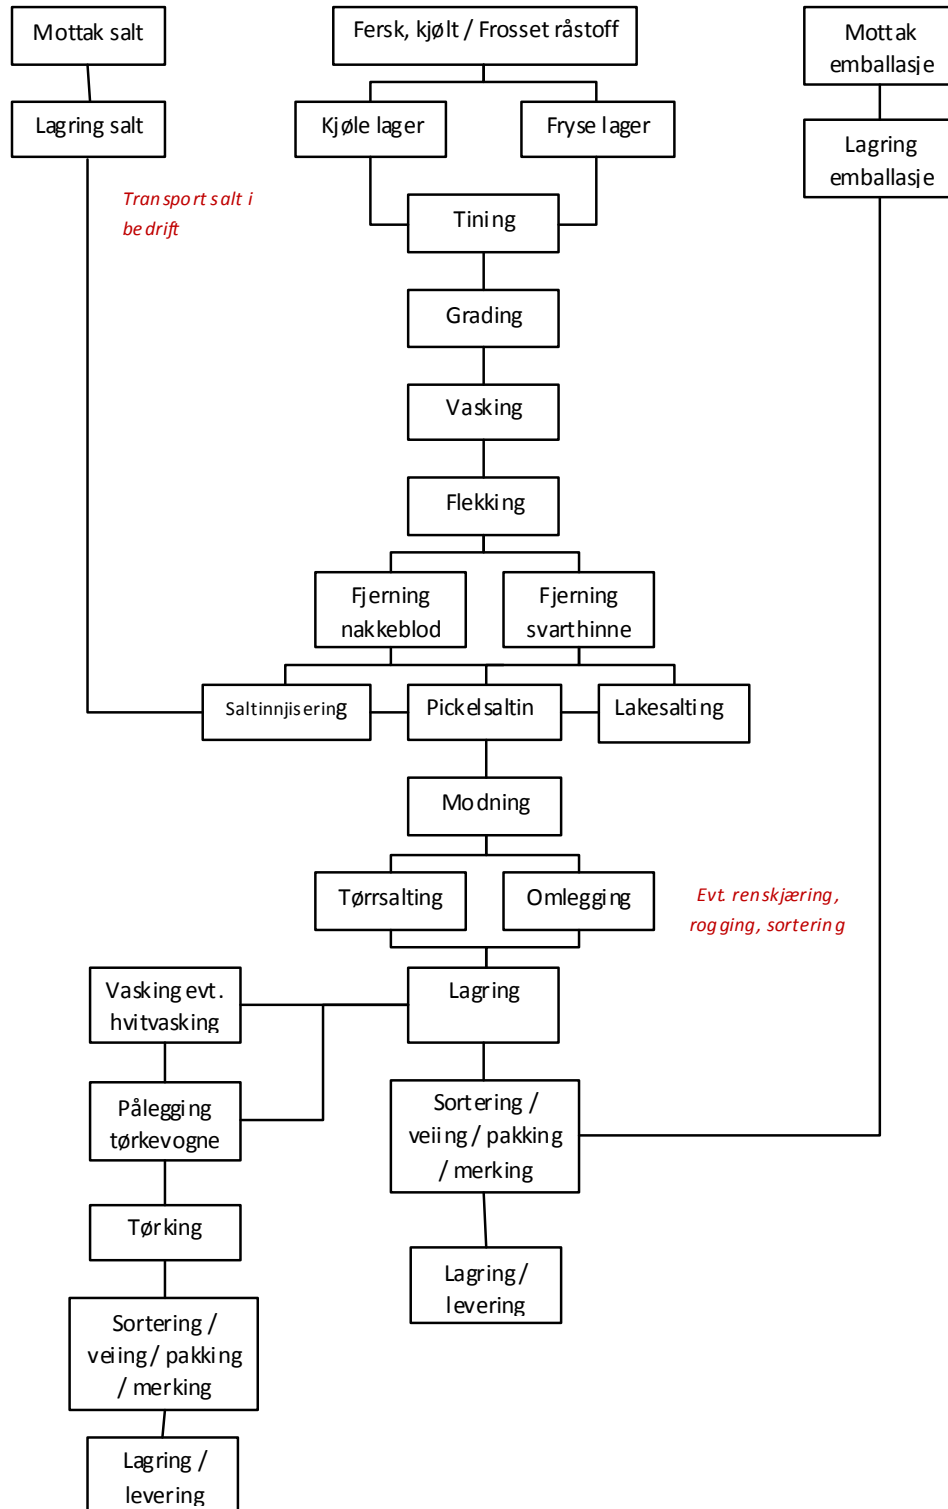 Mottak salt
Fersk, kjølt / Frosset råstoff
Mottak
emballasje
Lagring salt
Kjøle lager
Fryse lager
Lagring
emballasje
Transport salt i
bedrift
Tining
Grading
Vasking
Flekking
Fjerning
nakkeblod
Fjerning
svarthinne
Saltinnjisering
Pickelsaltin
Lakesalting
Modning
Tørrsalting
Omlegging
Evt. renskjæring,
rogging, sortering
Vasking evt.
hvitvasking
Lagring
Pålegging
tørkevogne
Sortering /
veiing / pakking
/ merking
Tørking
Lagring /
levering
Sortering /
veiing / pakking
/ merking
Lagring /
levering